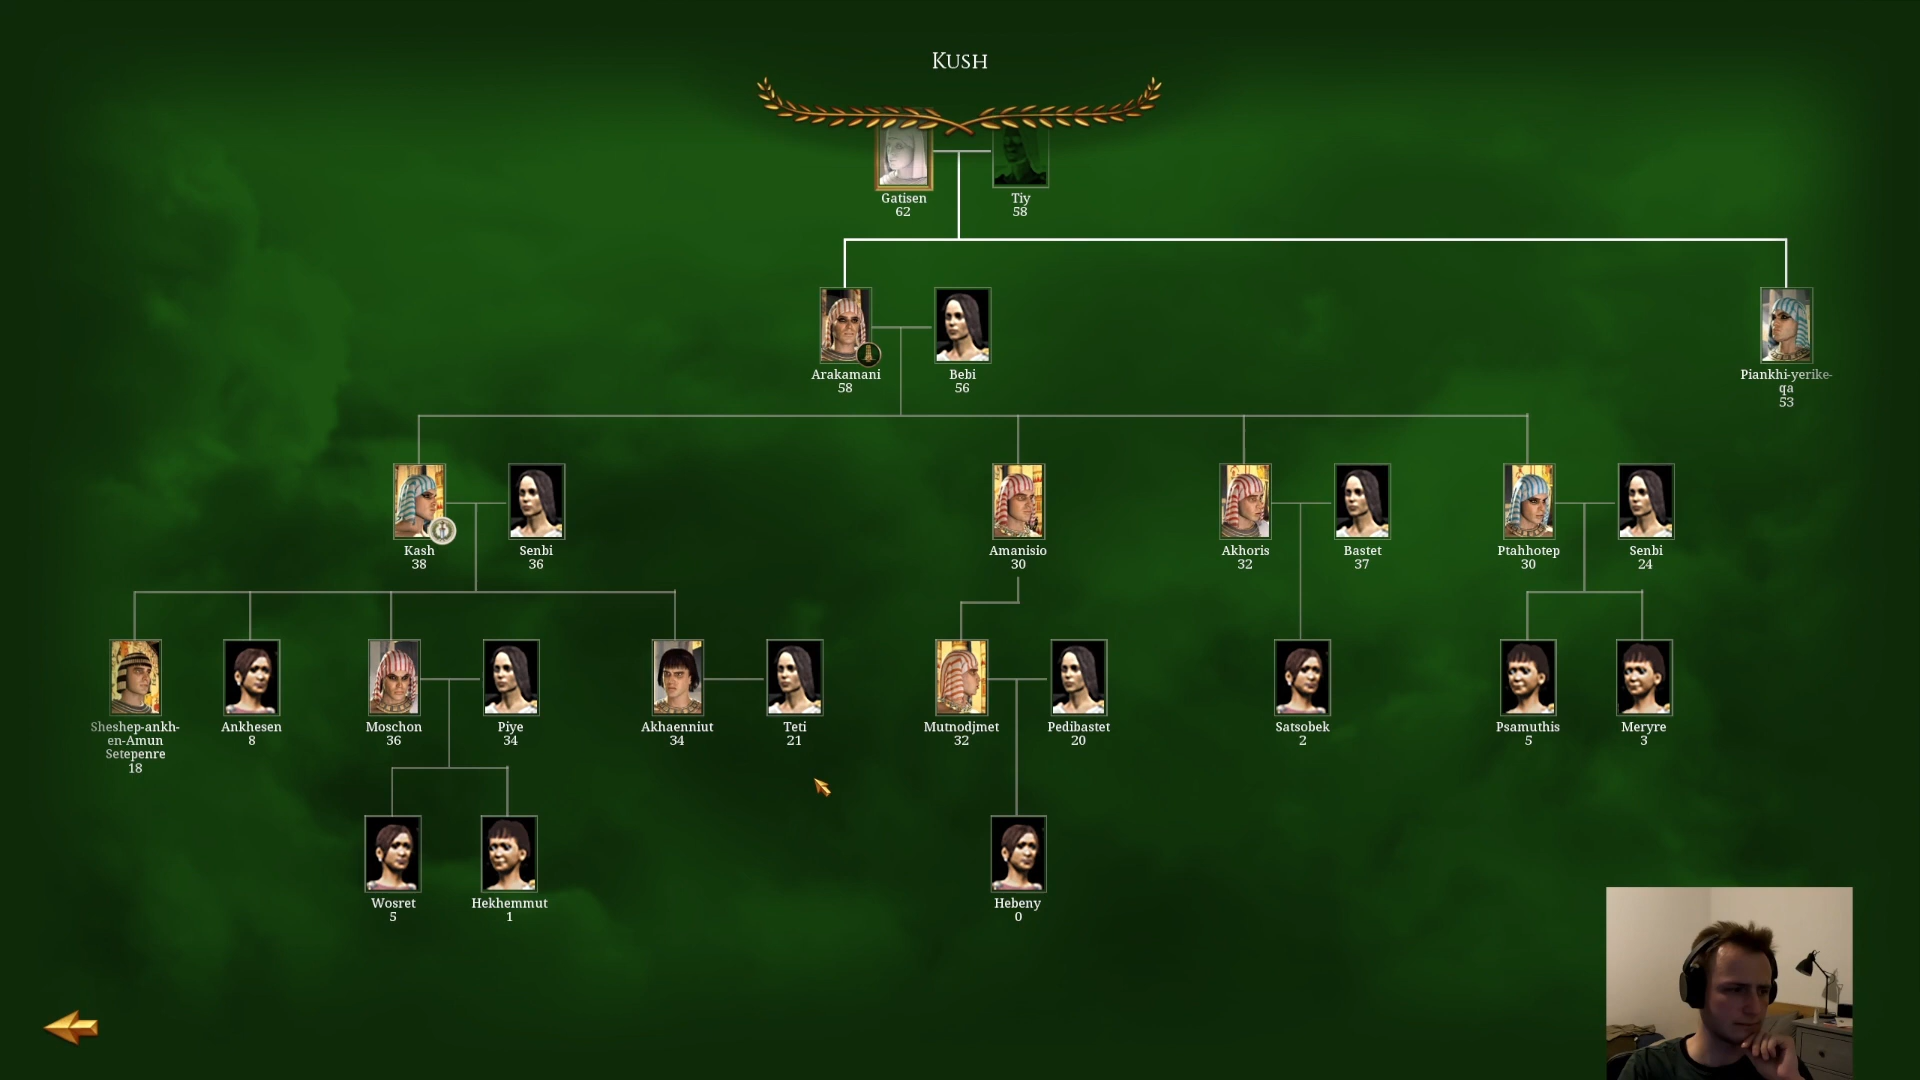 KUSH
Gatisen
62
Tiy
58
Arakamani
58
Bebi
56
Piankhi-yerike-
qa
53
Kash
38
Senbi
36
Amanisio
30
Akhoris
32
Bastet
37
Ptahhotep
30
Senbi
24
Sheshep-ankh-
en-Amun
Setepenre
18
Ankhesen
8
Moschon
36
Piye
34
Akhaenniut
34
Teti
21
Mutnodjmet
32
Pedibastet
20
Satsobek
2
Psamuthis
5
Meryre
3
Wosret
5
Hekhemmut
1
Hebeny
0